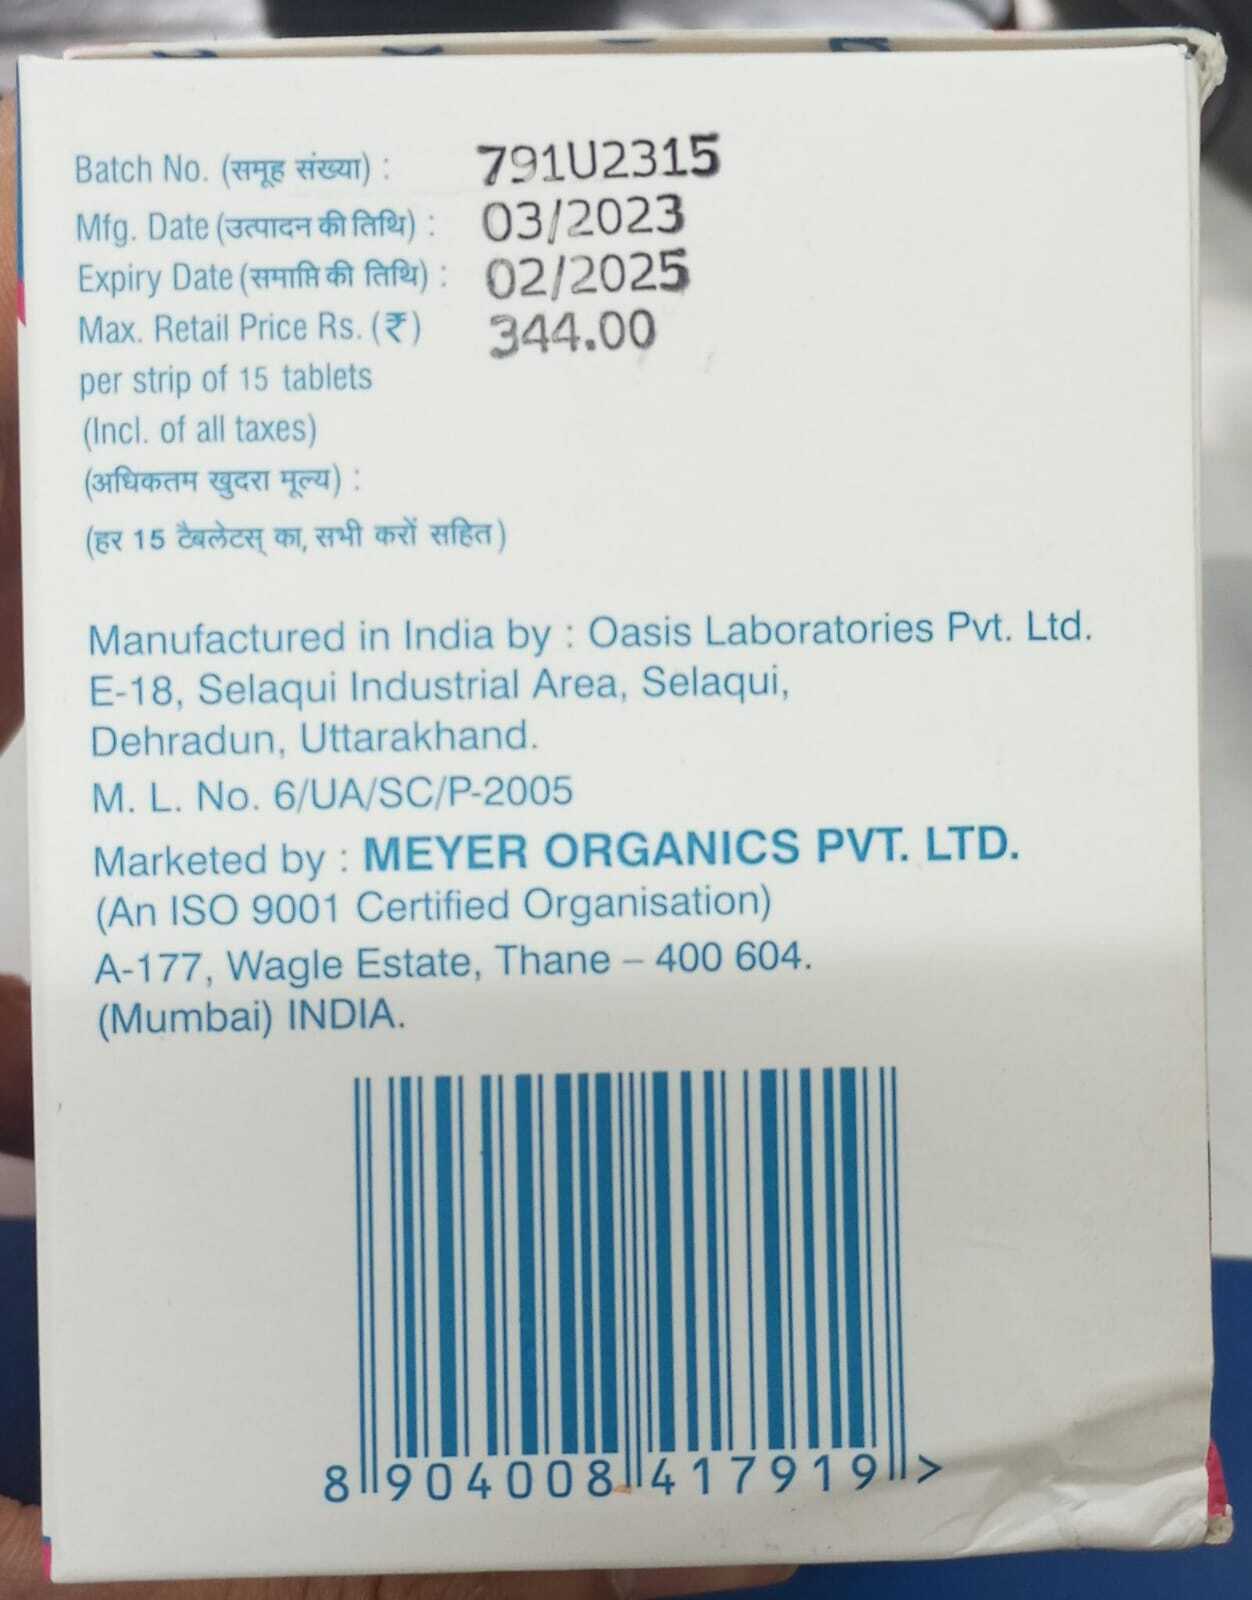 Batch No. (समूह संख्या) : 791U2315
Mfg. Date (उत्पादन की तिथि) : 03/2023
Expiry Date (समाप्ति की तिथि) : 02/2025
Max. Retail Price Rs. (₹) 344.00
per strip of 15 tablets
(Incl. of all taxes)
(अधिकतम खुदरा मूल्य) :
(हर 15 टैबलेटस् का, सभी करों सहित)
Manufactured in India by : Oasis Laboratories Pvt. Ltd.
E-18, Selaqui Industrial Area, Selaqui,
Dehradun, Uttarakhand.
M. L. No. 6/UA/SC/P-2005
Marketed by : MEYER ORGANICS PVT. LTD.
(An ISO 9001 Certified Organisation)
A-177, Wagle Estate, Thane – 400 604.
(Mumbai) INDIA.
8 904008 417919 >